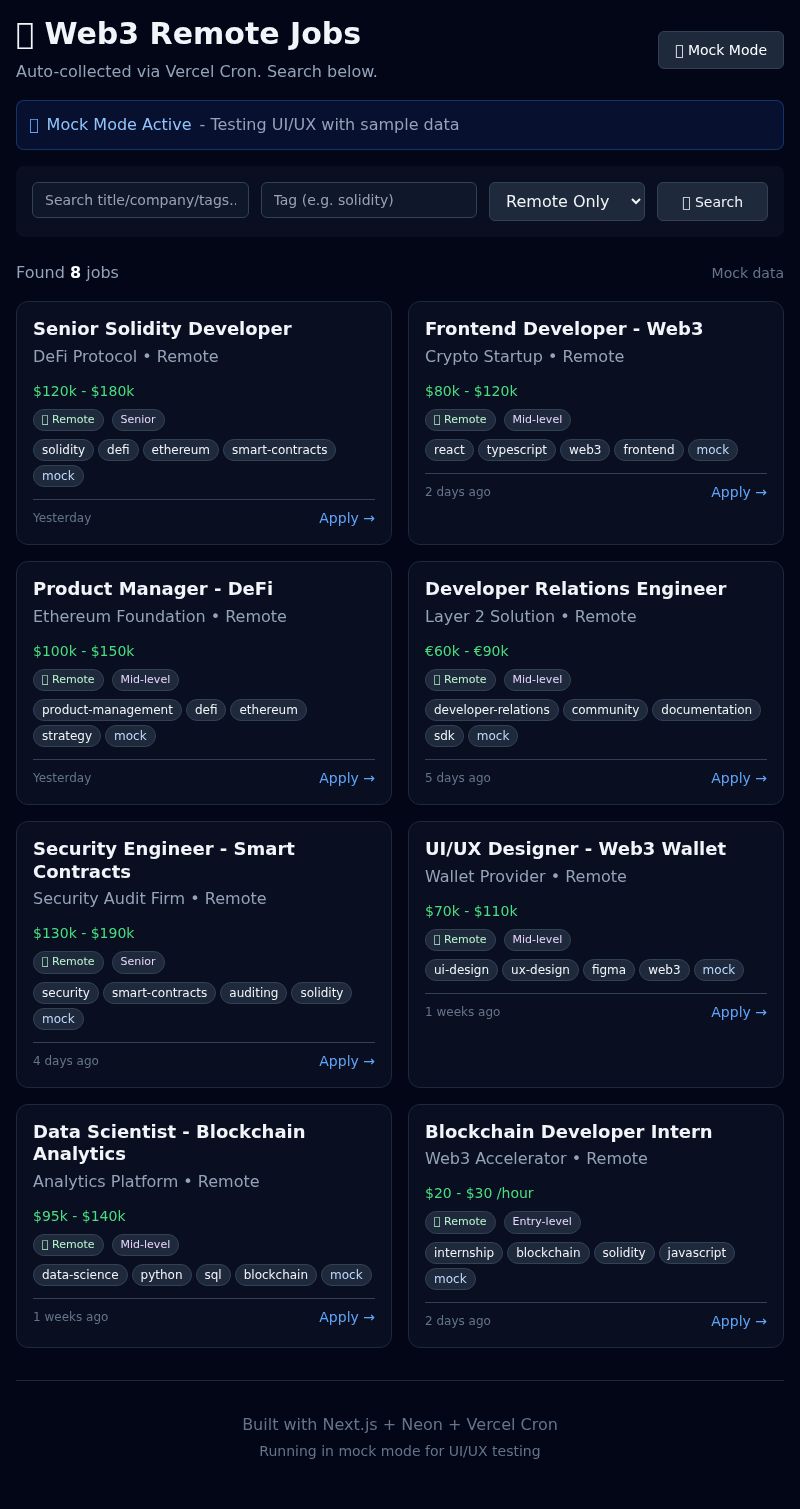 Web3 Remote Jobs
Auto-collected via Vercel Cron. Search below.
Mock Mode
Mock Mode Active - Testing UI/UX with sample data
Search title/company/tags.. Tag (e.g. solidity) Remote Only Search
Found 8 jobs Mock data
Senior Solidity Developer
DeFi Protocol • Remote
$120k - $180k
Remote Senior
solidity defi ethereum smart-contracts
mock
Yesterday Apply →
Frontend Developer - Web3
Crypto Startup • Remote
$80k - $120k
Remote Mid-level
react typescript web3 frontend mock
2 days ago Apply →
Product Manager - DeFi
Ethereum Foundation • Remote
$100k - $150k
Remote Mid-level
product-management defi ethereum
strategy mock
Yesterday Apply →
Developer Relations Engineer
Layer 2 Solution • Remote
€60k - €90k
Remote Mid-level
developer-relations community documentation
sdk mock
5 days ago Apply →
Security Engineer - Smart
Contracts
Security Audit Firm • Remote
$130k - $190k
Remote Senior
security smart-contracts auditing solidity
mock
4 days ago Apply →
UI/UX Designer - Web3 Wallet
Wallet Provider • Remote
$70k - $110k
Remote Mid-level
ui-design ux-design figma web3 mock
1 weeks ago Apply →
Data Scientist - Blockchain
Analytics
Analytics Platform • Remote
$95k - $140k
Remote Mid-level
data-science python sql blockchain mock
1 weeks ago Apply →
Blockchain Developer Intern
Web3 Accelerator • Remote
$20 - $30 /hour
Remote Entry-level
internship blockchain solidity javascript
mock
2 days ago Apply →
Built with Next.js + Neon + Vercel Cron
Running in mock mode for UI/UX testing